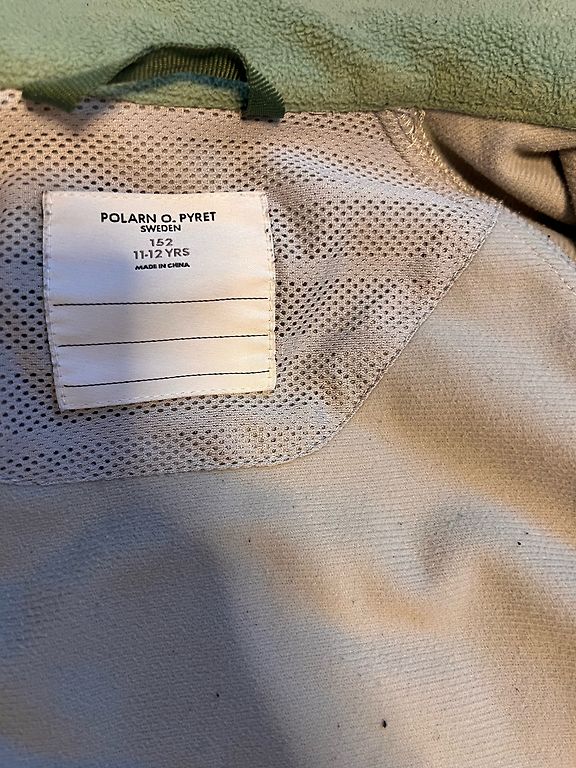 POLARN O. PYRET
SWEDEN
152
11-12 YRS
MADE IN CHINA